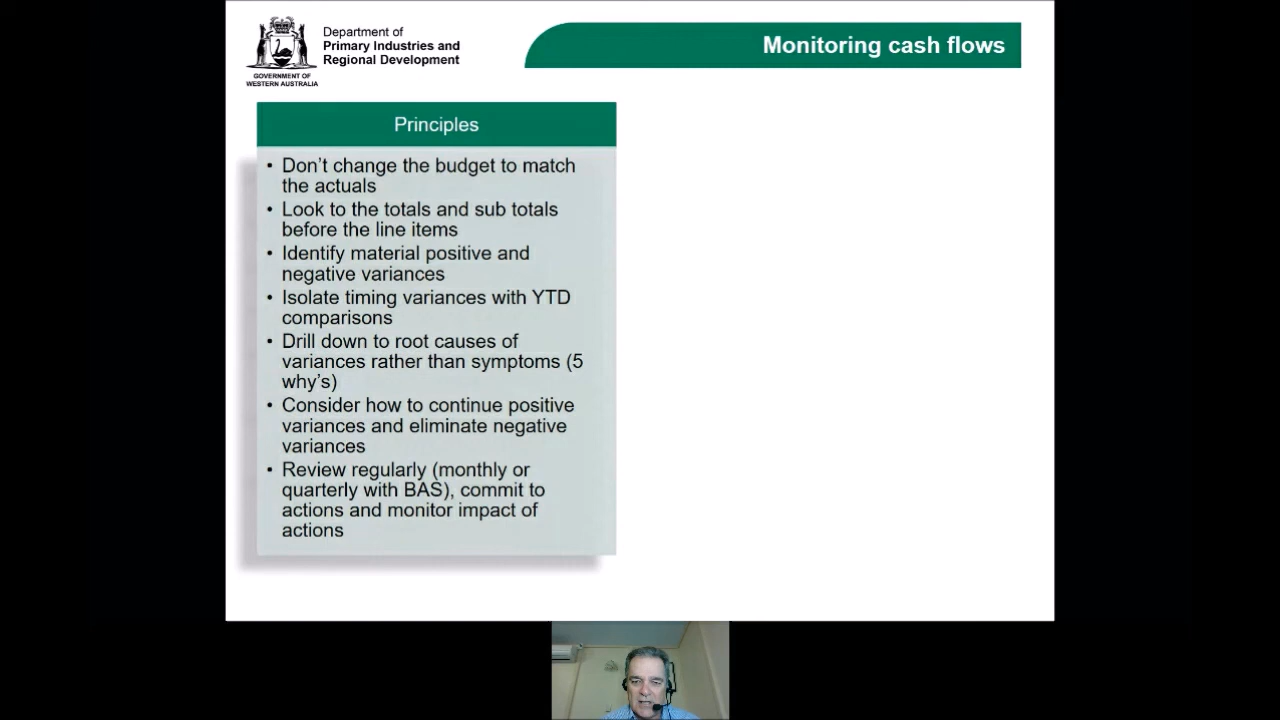 Department of
Primary Industries and
Regional Development
GOVERNMENT OF
WESTERN AUSTRALIA
Monitoring cash flows
Principles
• Don't change the budget to match
the actuals
• Look to the totals and sub totals
before the line items
• Identify material positive and
negative variances
• Isolate timing variances with YTD
comparisons
• Drill down to root causes of
variances rather than symptoms (5
why's)
• Consider how to continue positive
variances and eliminate negative
variances
• Review regularly (monthly or
quarterly with BAS), commit to
actions and monitor impact of
actions